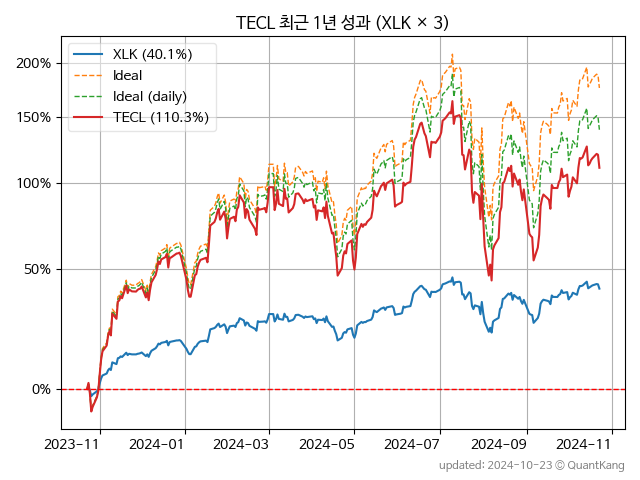 TECL 최근 1년 성과 (XLK × 3)
XLK (40.1%)
Ideal
Ideal (daily)
TECL (110.3%)
200%
150%
100%
50%
0%
2023-11
2024-01
2024-03
2024-05
2024-07
2024-09
2024-11
updated: 2024-10-23 © QuantKang